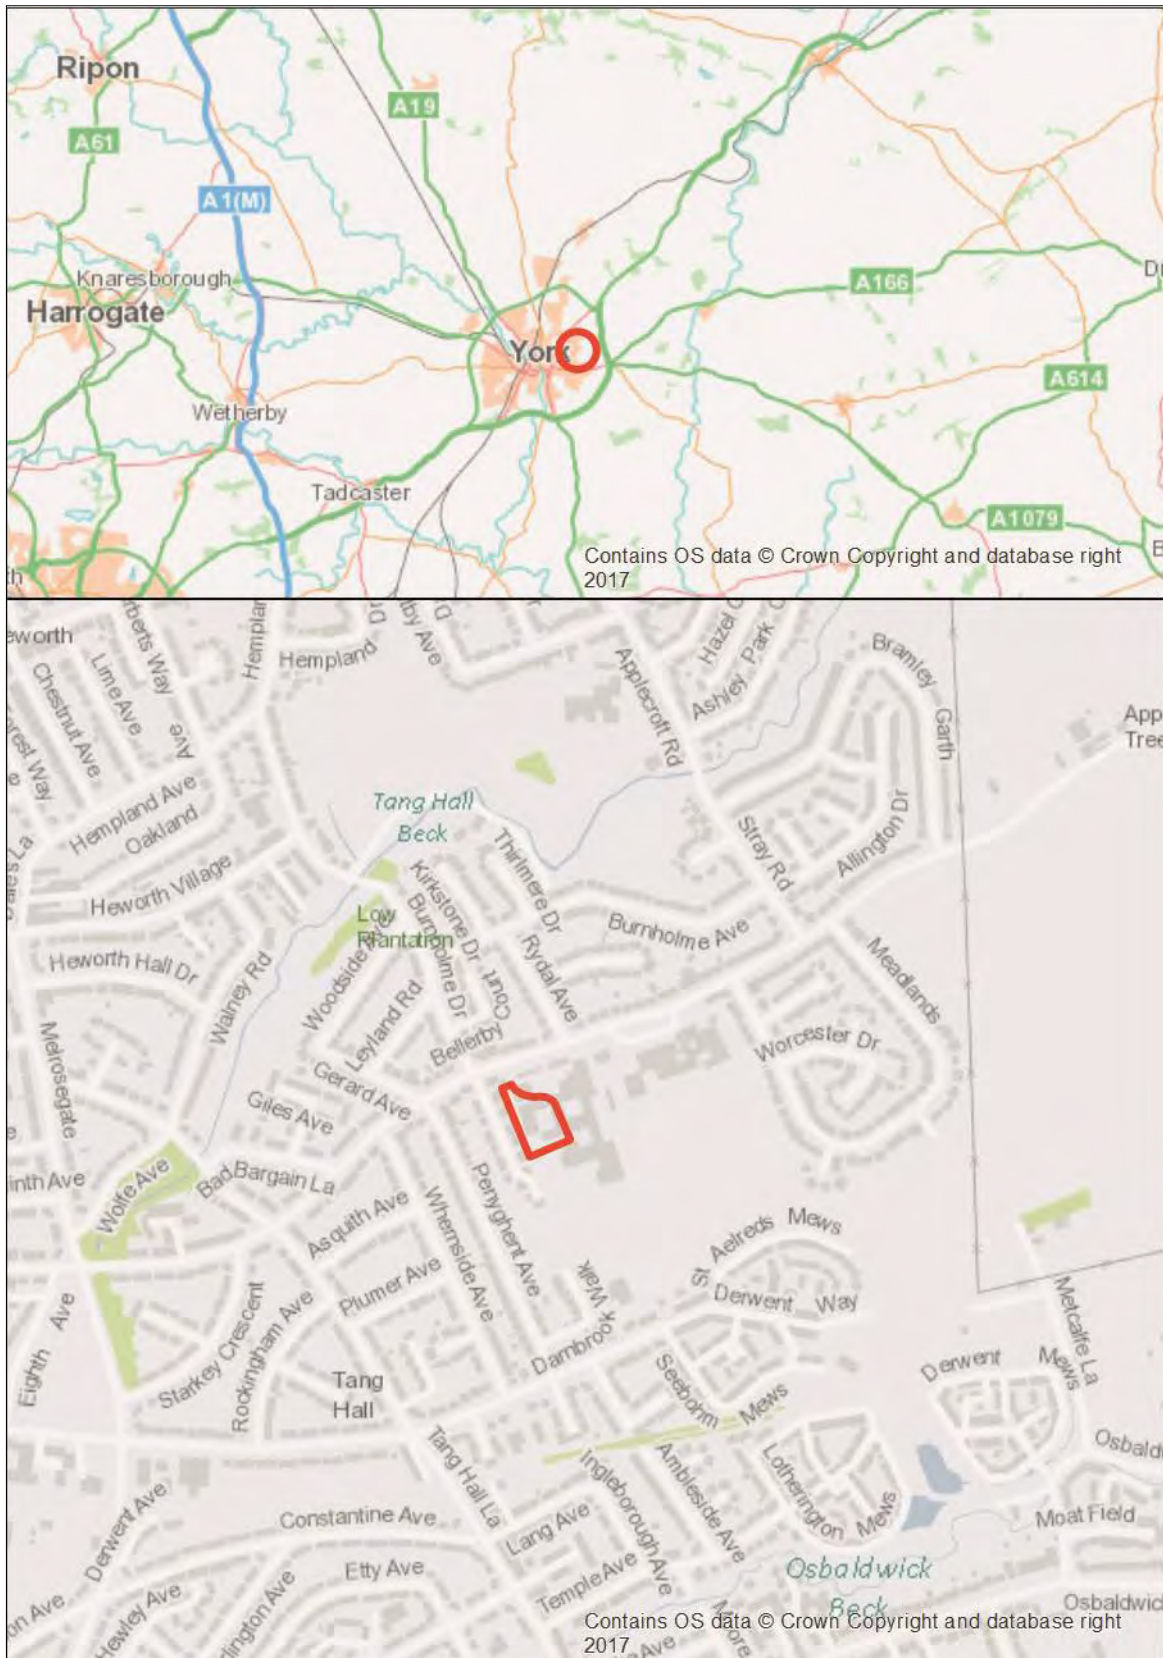 Ripon
A19
A61
A1(M)
Knaresborough
A166
Harrogate
York
A614
Wetherby
Tadcaster
A1079
Contains OS data © Crown Copyright and database right
2017
Hempland
Applecroft Rd
Ashley Park
Bramley
Garth
Chestnut Ave
Lime Ave
Ave
Tang Hall
Beck
Hempland Ave
Oakland
Thirlmere Dr
Stray Rd
Allington Dr
Heworth Village
Kirkstone Dr
Low
Plantation
Burnholme Dr
Burnholme Ave
Heworth Hall Dr
Walney Rd
Woodside Ave
Rydal Ave
Meadlands
Court
Leyland Rd
Bellerby
Worcester Dr
Melrosegate
Gerard Ave
Giles Ave
Wolfe Ave
Bad Bargain La
Penyghent Ave
Asquith Ave
Whernside Ave
St Aelreds Mews
Plumer Ave
Walk
Derwent Way
Metcalfe La
Eighth Ave
Starkey Crescent
Rockingham Ave
Darnbrook
Derwent Mews
Tang
Hall
Seebohm Mews
Tang Hall La
Ingleborough Ave
Ambleside Ave
Lotherington Mews
Derwent Ave
Constantine Ave
Lang Ave
Moat Field
Etty Ave
Temple Ave
Osbaldwick
Beck
Hewley Ave
Contains OS data © Crown Copyright and database right
2017